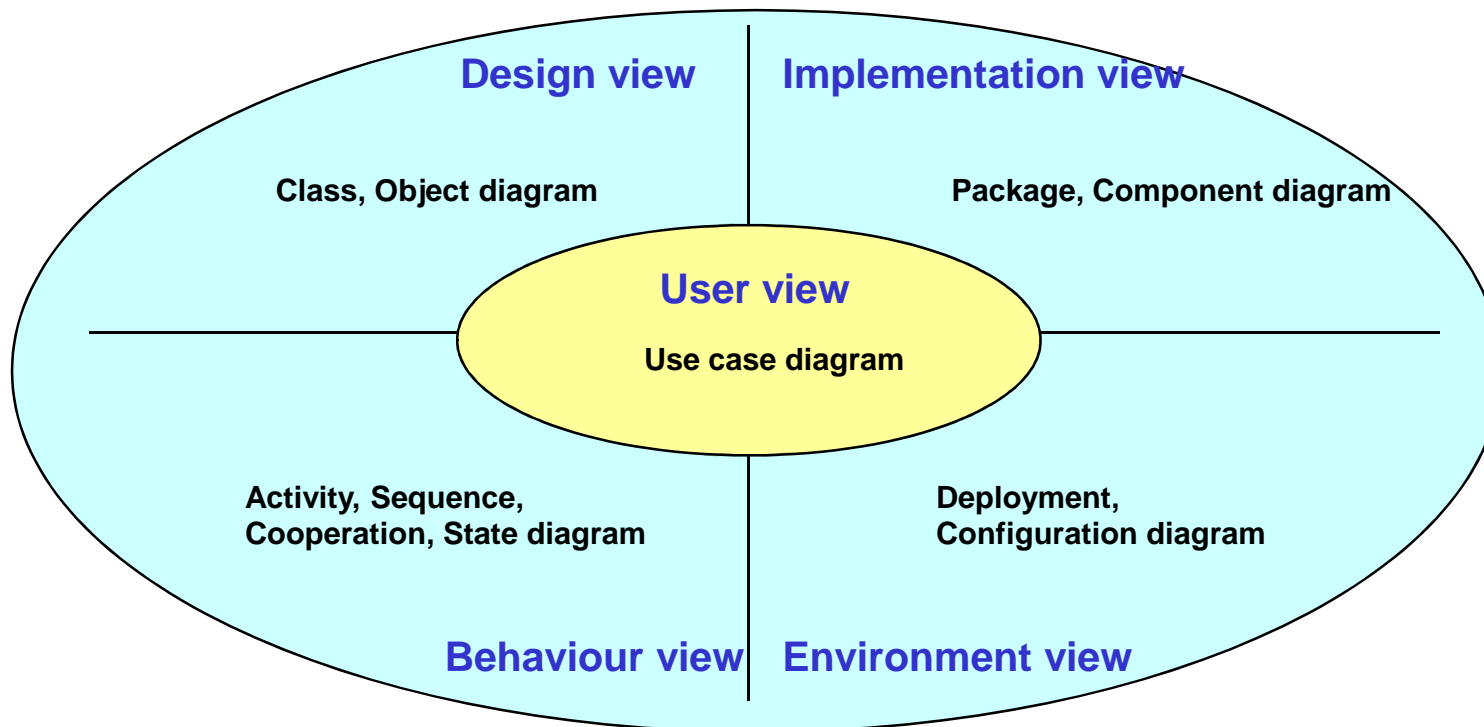 Design view
Implementation view
Class, Object diagram
Package, Component diagram
User view
Use case diagram
Activity, Sequence,
Cooperation, State diagram
Deployment,
Configuration diagram
Behaviour view
Environment view